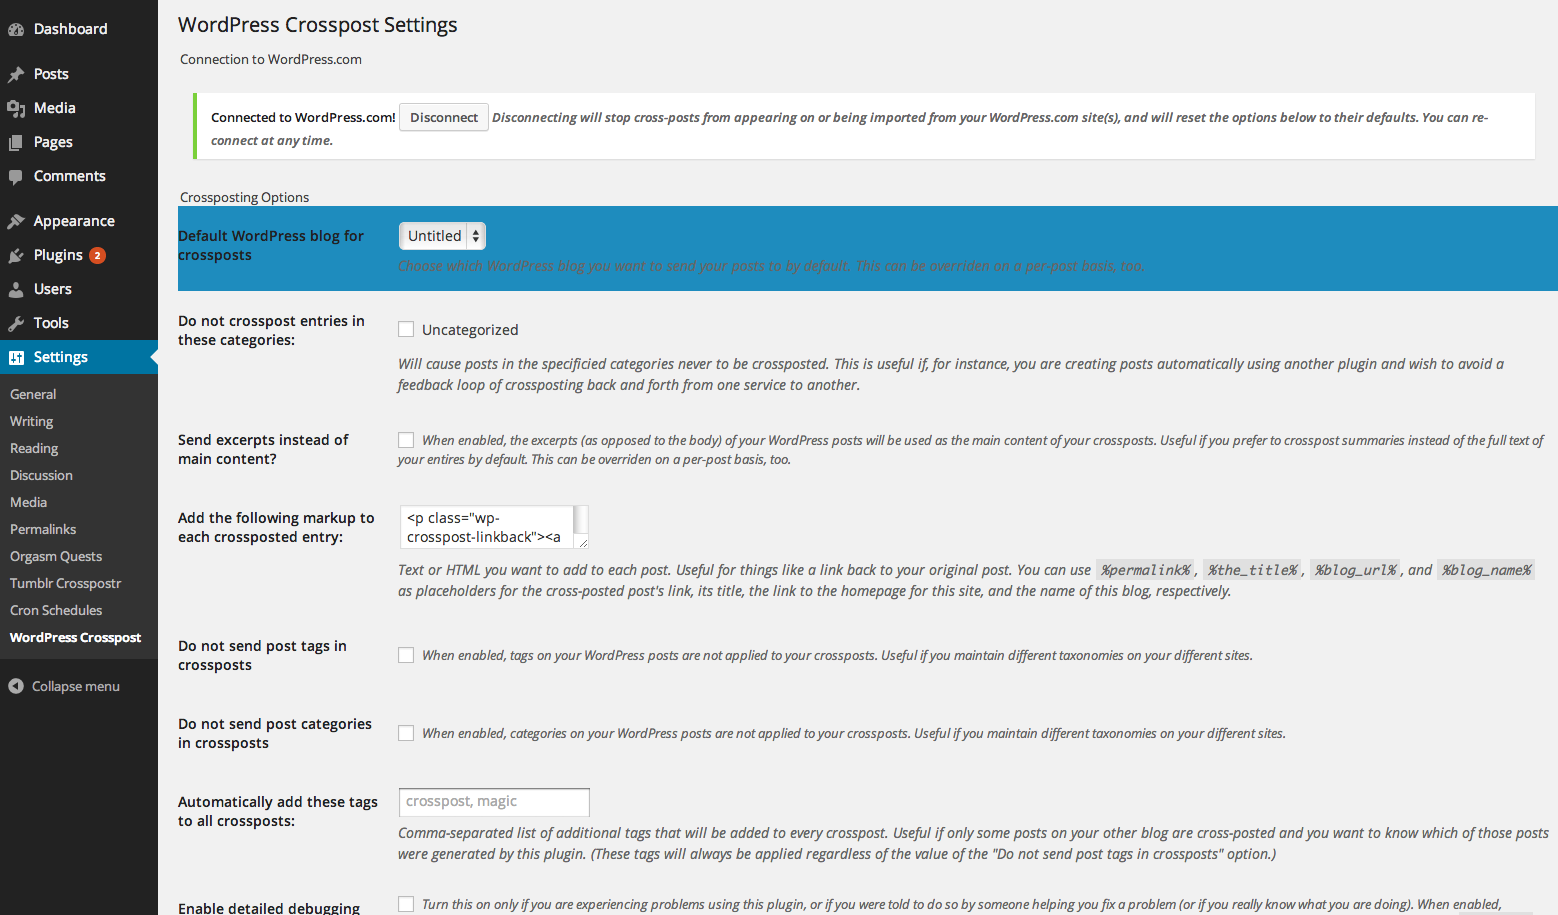 Dashboard
Posts
Media
Pages
Comments
Appearance
Plugins 2
Users
Tools
Settings
General
Writing
Reading
Discussion
Media
Permalinks
Orgasm Quests
Tumblr Crosspostr
Cron Schedules
WordPress Crosspost
Collapse menu
WordPress Crosspost Settings
Connection to WordPress.com
Connected to WordPress.com! Disconnect Disconnecting will stop cross-posts from appearing on or being imported from your WordPress.com site(s), and will reset the options below to their defaults. You can re-
connect at any time.
Crossposting Options
Default WordPress blog for
crossposts
Untitled
Choose which WordPress blog you want to send your posts to by default. This can be overriden on a per-post basis, too.
Do not crosspost entries in
these categories:
Uncategorized
Will cause posts in the specificied categories never to be crossposted. This is useful if, for instance, you are creating posts automatically using another plugin and wish to avoid a
feedback loop of crossposting back and forth from one service to another.
Send excerpts instead of
main content?
When enabled, the excerpts (as opposed to the body) of your WordPress posts will be used as the main content of your crossposts. Useful if you prefer to crosspost summaries instead of the full text of
your entires by default. This can be overriden on a per-post basis, too.
Add the following markup to
each crossposted entry:
<p class="wp-
crosspost-linkback"><a
Text or HTML you want to add to each post. Useful for things like a link back to your original post. You can use %permalink%, %the_title%, %blog_url%, and %blog_name%
as placeholders for the cross-posted post's link, its title, the link to the homepage for this site, and the name of this blog, respectively.
Do not send post tags in
crossposts
When enabled, tags on your WordPress posts are not applied to your crossposts. Useful if you maintain different taxonomies on your different sites.
Do not send post categories
in crossposts
When enabled, categories on your WordPress posts are not applied to your crossposts. Useful if you maintain different taxonomies on your different sites.
Automatically add these tags
to all crossposts:
crosspost, magic
Comma-separated list of additional tags that will be added to every crosspost. Useful if only some posts on your other blog are cross-posted and you want to know which of those posts
were generated by this plugin. (These tags will always be applied regardless of the value of the "Do not send post tags in crossposts" option.)
Enable detailed debugging
Turn this on only if you are experiencing problems using this plugin, or if you were told to do so by someone helping you fix a problem (or if you really know what you are doing). When enabled,